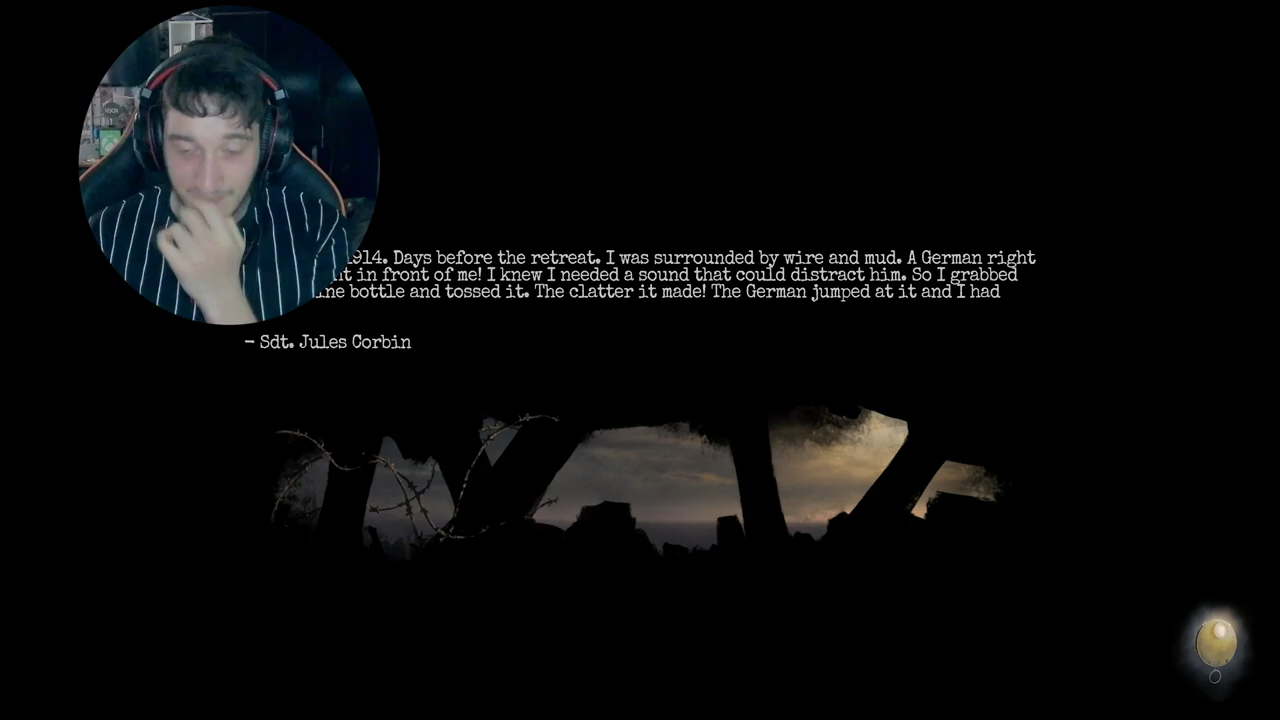 1914. Days before the retreat. I was surrounded by wire and mud. A German right
in front of me! I knew I needed a sound that could distract him. So I grabbed
bottle and tossed it. The clatter it made! The German jumped at it and I had
- Sdt. Jules Corbin
XBOX